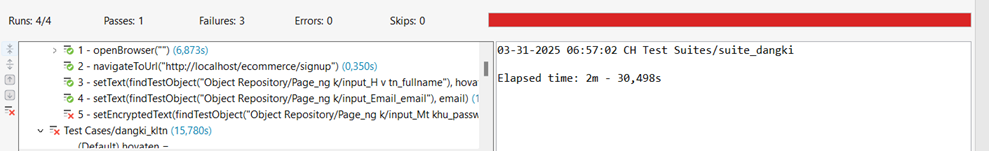 Runs: 4/4 Passes: 1 Failures: 3 Errors: 0 Skips: 0
1 - openBrowser("") (6,873s)
2 - navigateToUrl("http://localhost/ecommerce/signup") (0,350s)
3 - setText(findTestObject("Object Repository/Page_ng k/input_H v tn_fullname"), hovat
4 - setText(findTestObject("Object Repository/Page_ng k/input_Email_email"), email) (1
5 - setEncryptedText(findTestObject("Object Repository/Page_ng k/input_Mt khu_passw
Test Cases/dangki_kltn (15,780s)
(Default) hovaten =
03-31-2025 06:57:02 CH Test Suites/suite_dangki
Elapsed time: 2m - 30,498s